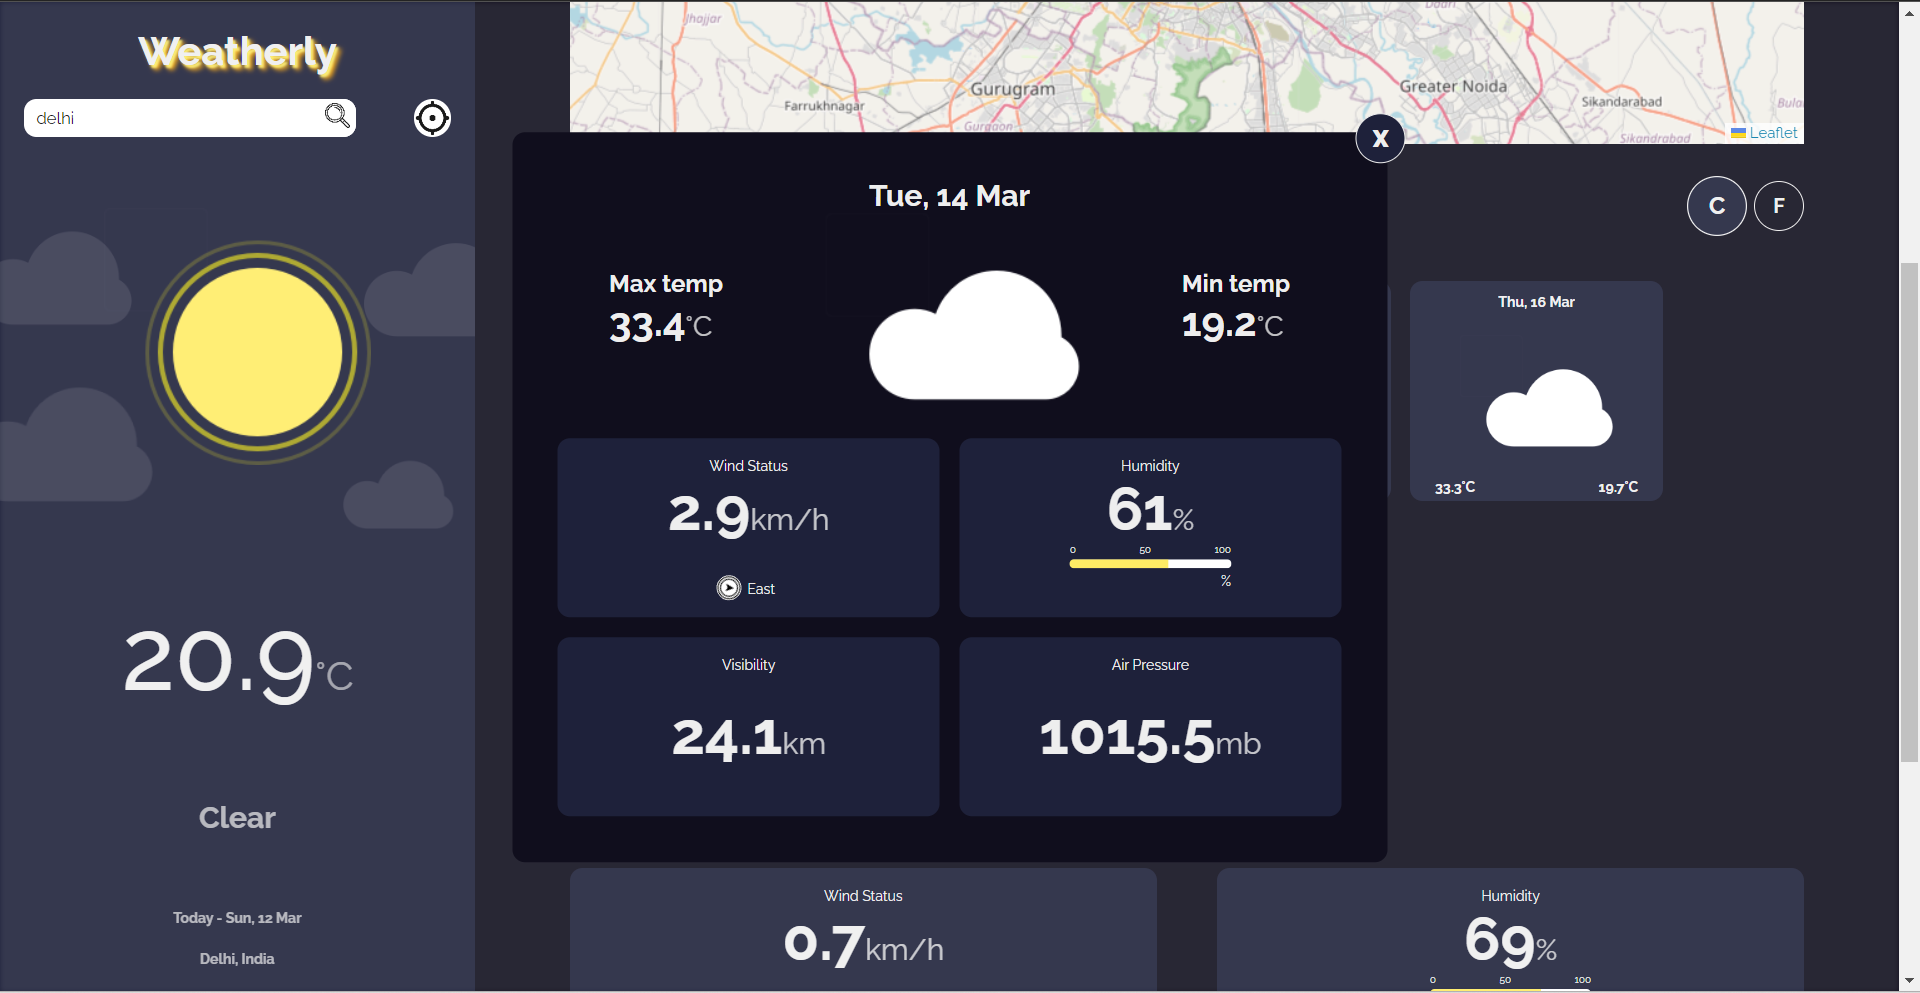 Weatherly
delhi
20.9°C
Clear
Today - Sun, 12 Mar
Delhi, India
Jhajjar
Dadri
Gurugram
Farrukhnagar
Gurgaon
Greater Noida
Sikandarabad
Sikandrabad
Leaflet
X
C
F
Tue, 14 Mar
Max temp
33.4°C
Min temp
19.2°C
Wind Status
2.9km/h
East
Humidity
61%
0 50 100
%
Visibility
24.1km
Air Pressure
1015.5mb
Thu, 16 Mar
33.3°C 19.7°C
Wind Status
0.7km/h
Humidity
69%
0 50 100